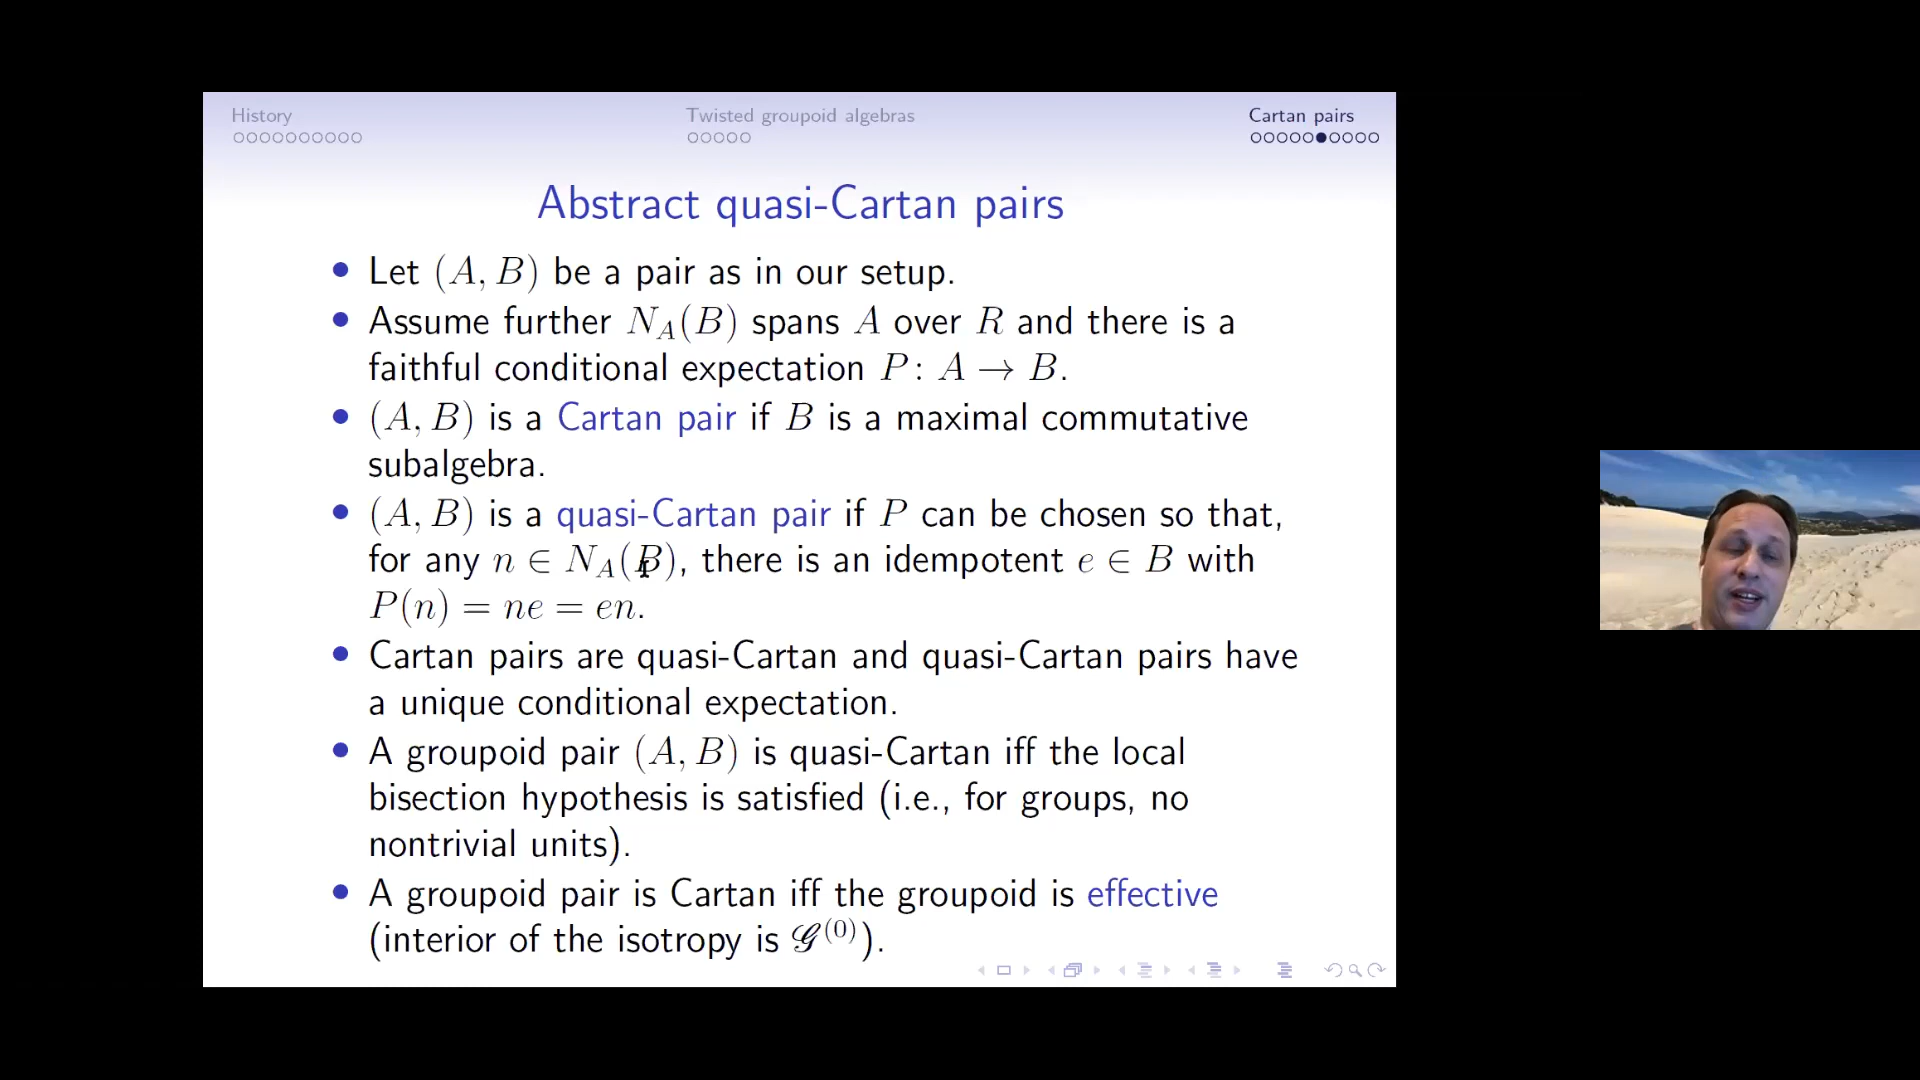 History Twisted groupoid algebras Cartan pairs
Abstract quasi-Cartan pairs
• Let (A, B) be a pair as in our setup.
• Assume further N_A(B) spans A over R and there is a
faithful conditional expectation P: A → B.
• (A, B) is a Cartan pair if B is a maximal commutative
subalgebra.
• (A, B) is a quasi-Cartan pair if P can be chosen so that,
for any n ∈ N_A(B), there is an idempotent e ∈ B with
P(n) = ne = en.
• Cartan pairs are quasi-Cartan and quasi-Cartan pairs have
a unique conditional expectation.
• A groupoid pair (A, B) is quasi-Cartan iff the local
bisection hypothesis is satisfied (i.e., for groups, no
nontrivial units).
• A groupoid pair is Cartan iff the groupoid is effective
(interior of the isotropy is 𝒢^(0)).